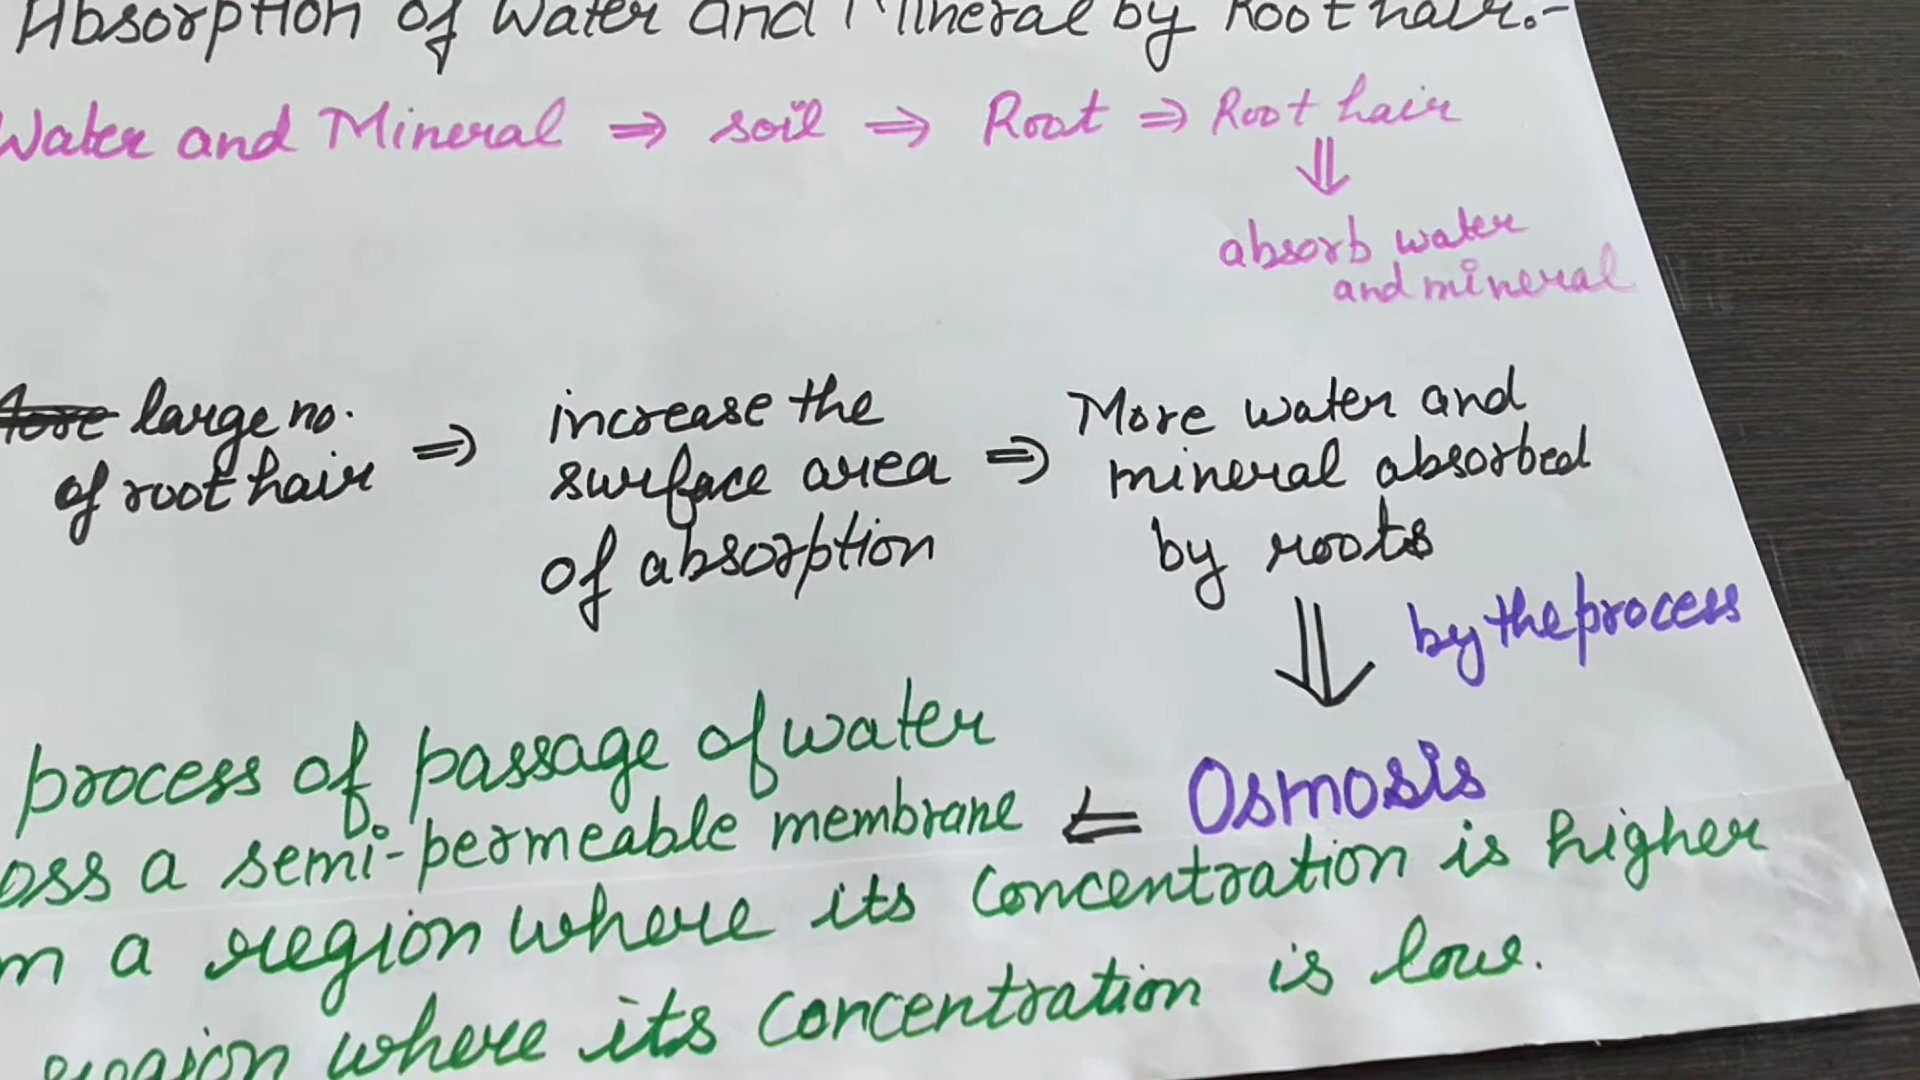 Absorption of Water and Mineral by Root hair:-
Water and Mineral ⇒ soil ⇒ Root ⇒ Root hair
⇓
absorb water
and mineral
large no.
of root hair ⇒ increase the
surface area
of absorption ⇒ More water and
mineral absorbed
by roots
⇓ by the process
Osmosis ⇐
process of passage of water
oss a semi-permeable membrane
m a region where its concentration is higher
region where its concentration is low.